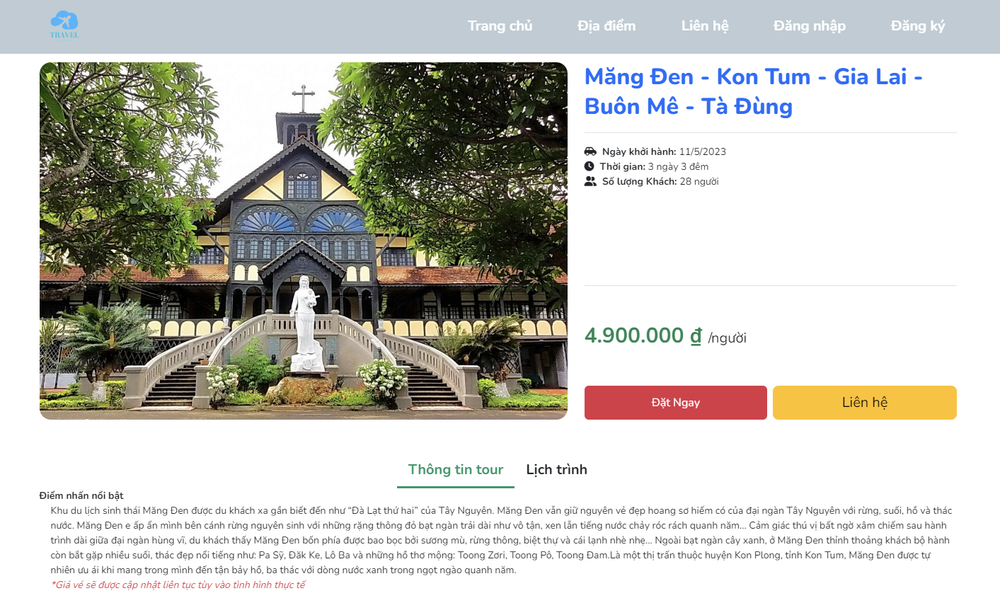 TRAVEL
Trang chủ
Địa điểm
Liên hệ
Đăng nhập
Đăng ký
Măng Đen - Kon Tum - Gia Lai -
Buôn Mê - Tà Đùng
Ngày khởi hành: 11/5/2023
Thời gian: 3 ngày 3 đêm
Số lượng Khách: 28 người
4.900.000 ₫ /người
Đặt Ngay
Liên hệ
Thông tin tour
Lịch trình
Điểm nhấn nổi bật
Khu du lịch sinh thái Măng Đen được du khách xa gần biết đến như “Đà Lạt thứ hai” của Tây Nguyên. Măng Đen vẫn giữ nguyên vẻ đẹp hoang sơ hiếm có của đại ngàn Tây Nguyên với rừng, suối, hồ và thác
nước. Măng Đen e ấp ẩn mình bên cánh rừng nguyên sinh với những rặng thông đỏ bạt ngàn trải dài như vô tận, xen lẫn tiếng nước chảy róc rách quanh năm... Cảm giác thú vị bất ngờ xâm chiếm sau hành
trình dài giữa đại ngàn hùng vĩ, du khách thấy Măng Đen bốn phía được bao bọc bởi sương mù, rừng thông, biệt thự và cái lạnh nhè nhẹ... Ngoài bạt ngàn cây xanh, ở Măng Đen thỉnh thoảng khách bộ hành
còn bắt gặp nhiều suối, thác đẹp nổi tiếng như: Pa Sỹ, Đăk Ke, Lô Ba và những hồ thơ mộng: Toong Zơri, Toong Pô, Toong Đam.Là một thị trấn thuộc huyện Kon Plong, tỉnh Kon Tum, Măng Đen được tự
nhiên ưu ái khi mang trong mình đến tận bảy hồ, ba thác với dòng nước xanh trong ngọt ngào quanh năm.
*Giá vé sẽ được cập nhật liên tục tùy vào tình hình thực tế